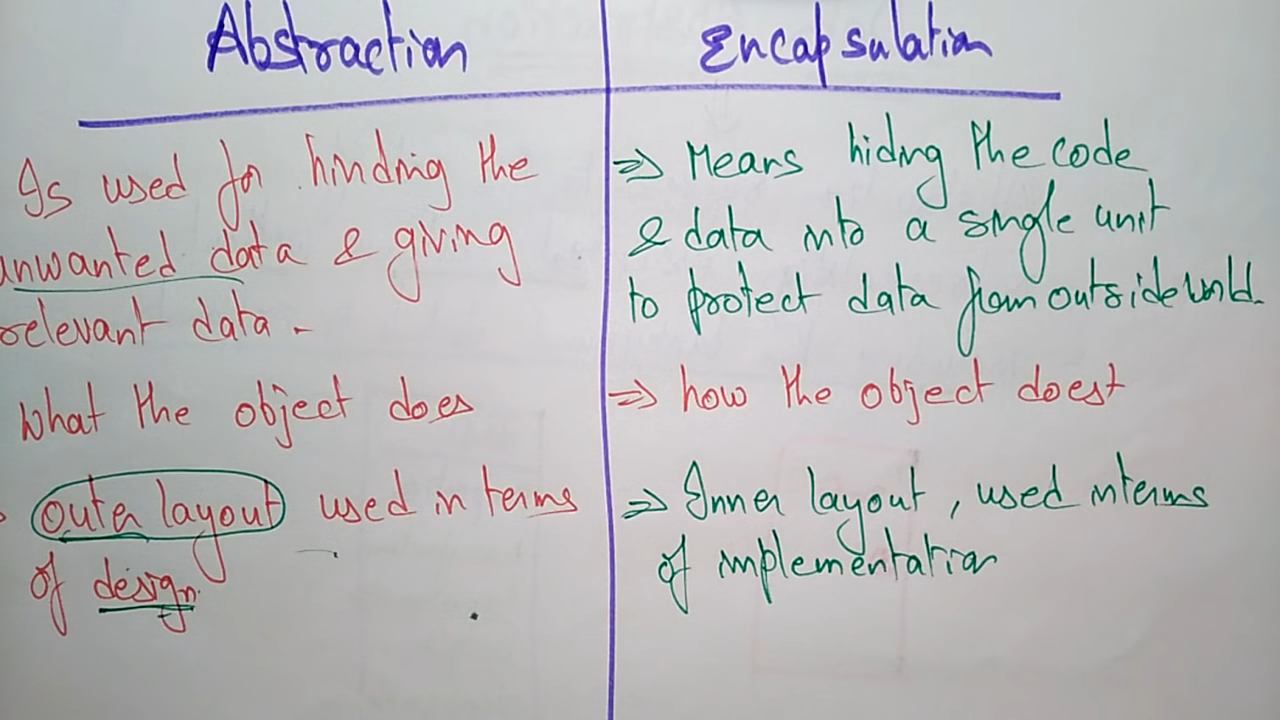 Abstraction
Is used for hindring the
unwanted data & giving
relevant data -
What the object does
outer layout used in terms
of design.
Encapsulation
=> Means hiding the code
& data into a single unit
to protect data from outside world.
=> how the object does t
=> Inner layout, used interms
of implementation